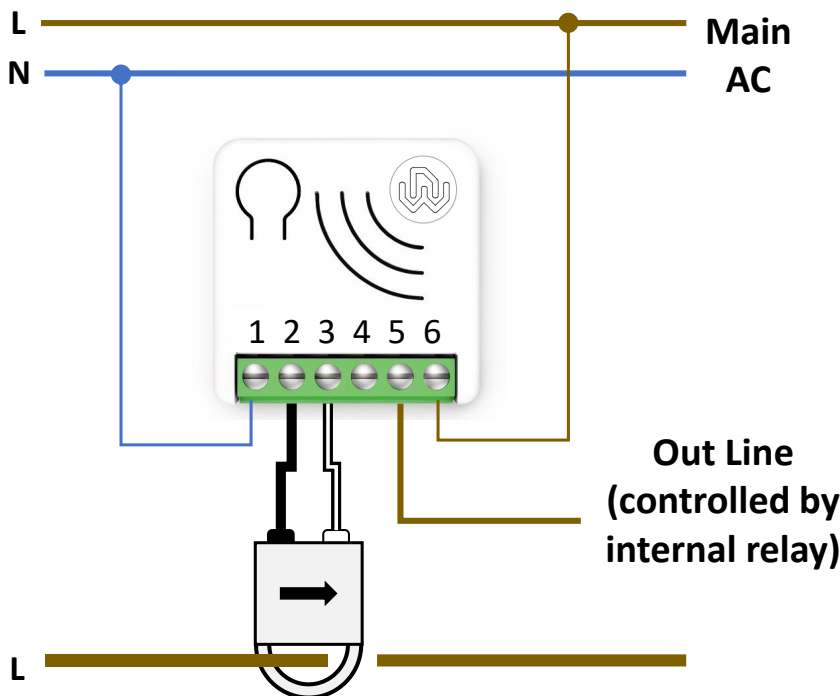 L
Main
N
AC
1 2 3 4 5 6
Out Line
(controlled by
internal relay)
L